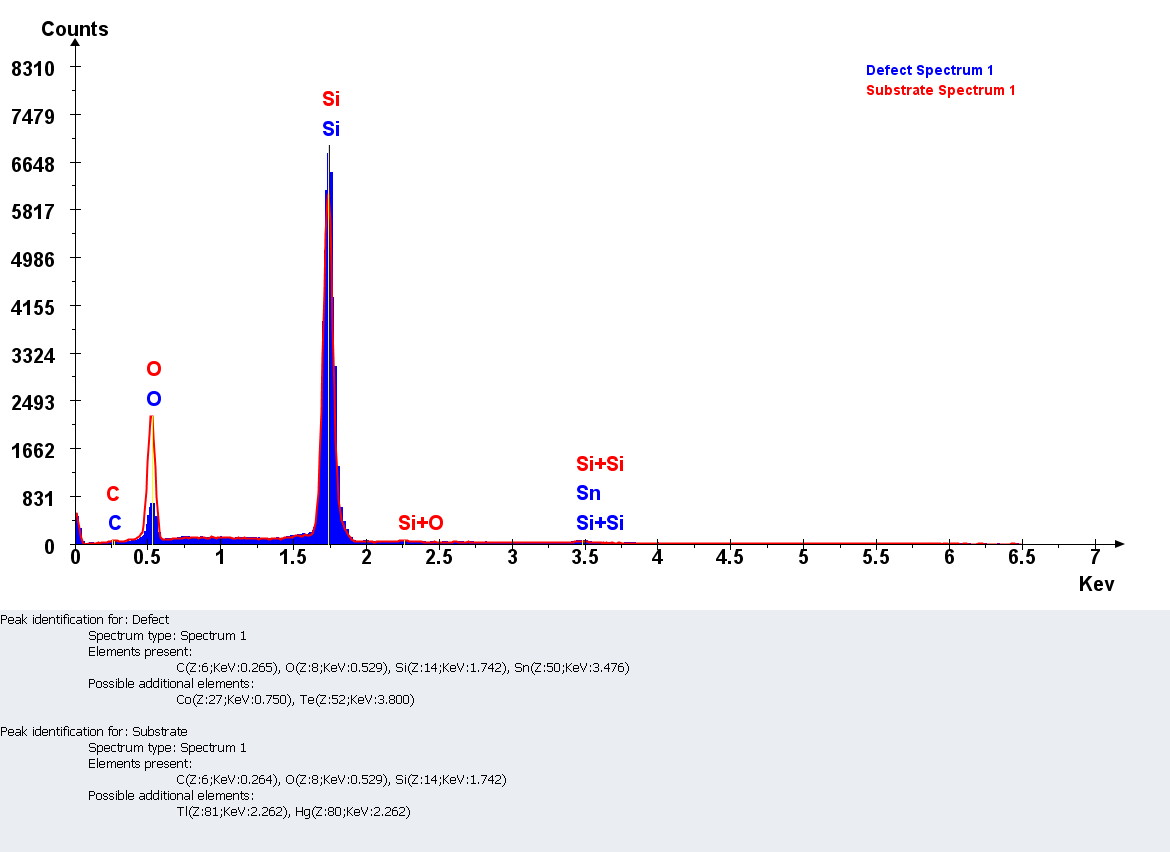 Counts
8310
7479
6648
5817
4986
4155
3324
2493
1662
831
0
Defect Spectrum 1
Substrate Spectrum 1
Si
Si
O
O
C
C
Si+O
Si+Si
Sn
Si+Si
0 0.5 1 1.5 2 2.5 3 3.5 4 4.5 5 5.5 6 6.5 7
Kev
Peak identification for: Defect
Spectrum type: Spectrum 1
Elements present:
C(Z:6;KeV:0.265), O(Z:8;KeV:0.529), Si(Z:14;KeV:1.742), Sn(Z:50;KeV:3.476)
Possible additional elements:
Co(Z:27;KeV:0.750), Te(Z:52;KeV:3.800)
Peak identification for: Substrate
Spectrum type: Spectrum 1
Elements present:
C(Z:6;KeV:0.264), O(Z:8;KeV:0.529), Si(Z:14;KeV:1.742)
Possible additional elements:
Tl(Z:81;KeV:2.262), Hg(Z:80;KeV:2.262)